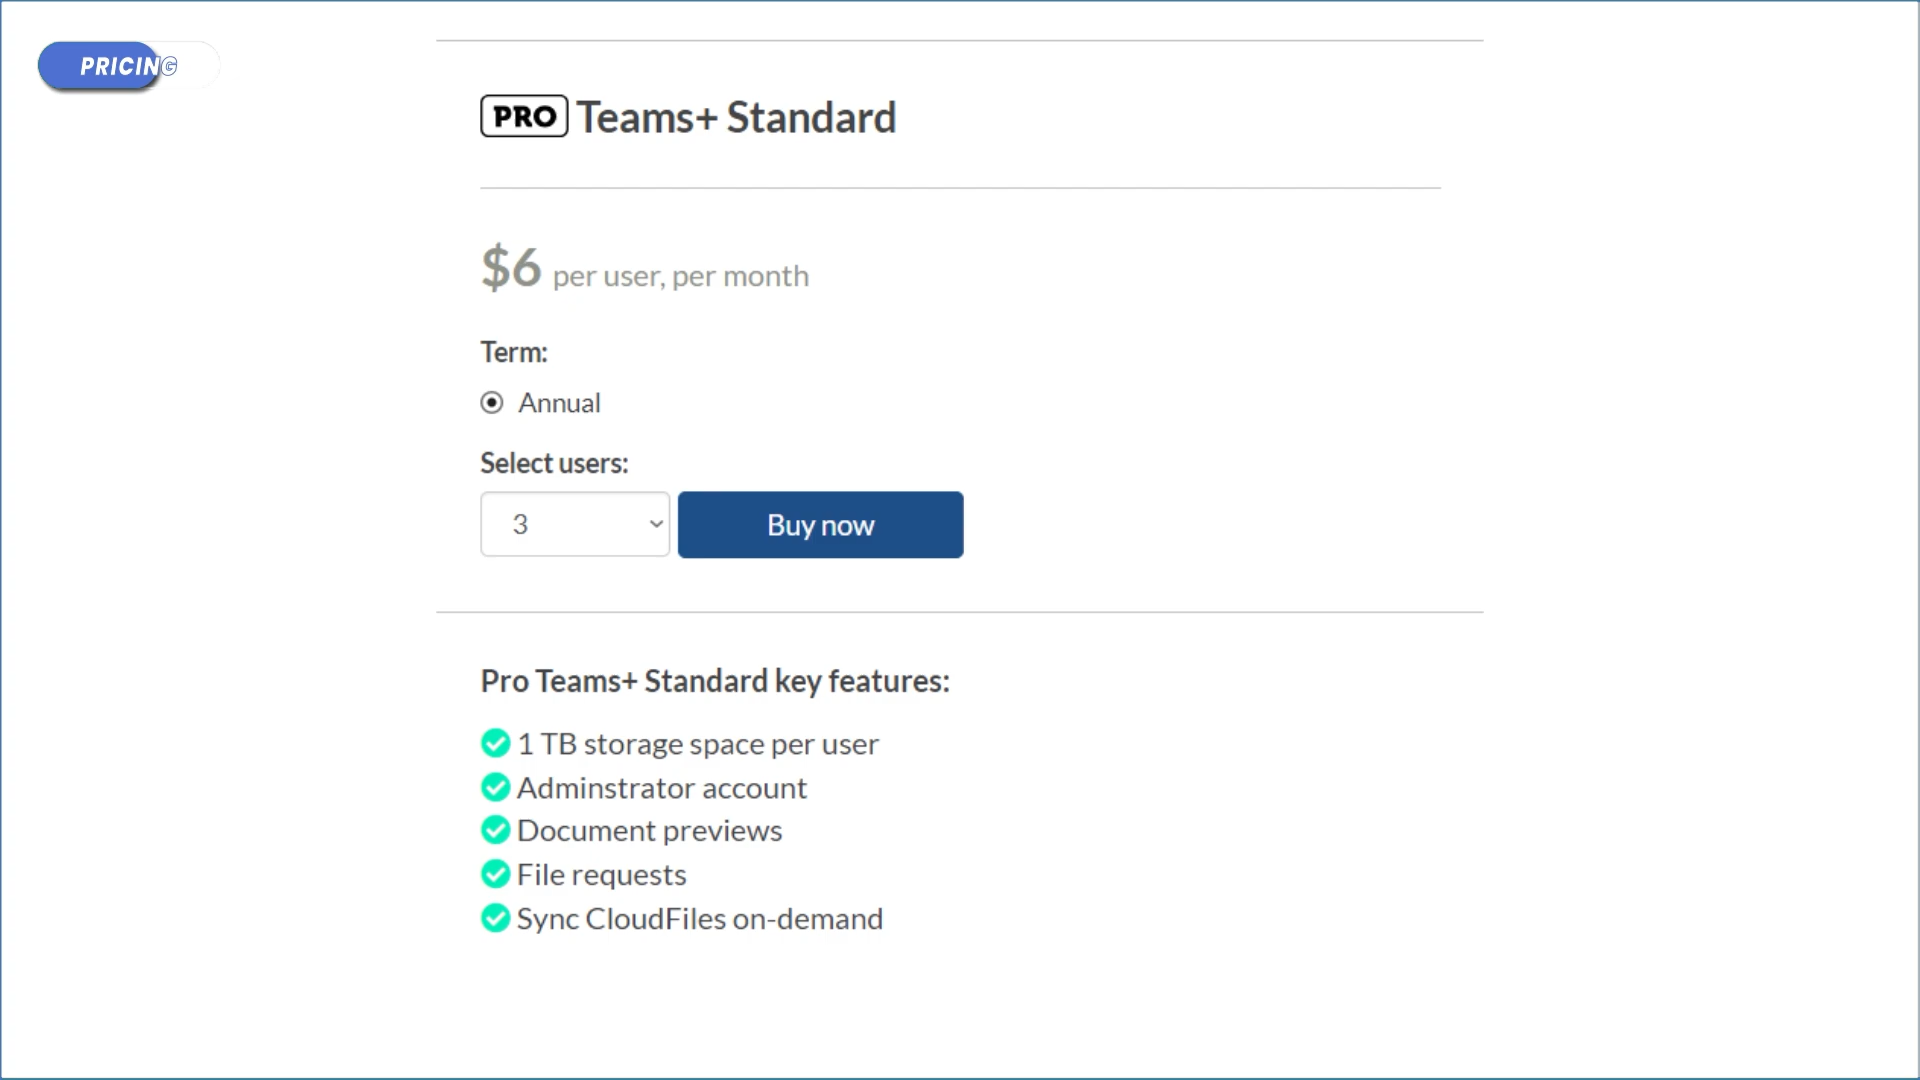 PRICING
PRO Teams+ Standard
$6 per user, per month
Term:
Annual
Select users:
3
Buy now
Pro Teams+ Standard key features:
1 TB storage space per user
Adminstrator account
Document previews
File requests
Sync CloudFiles on-demand